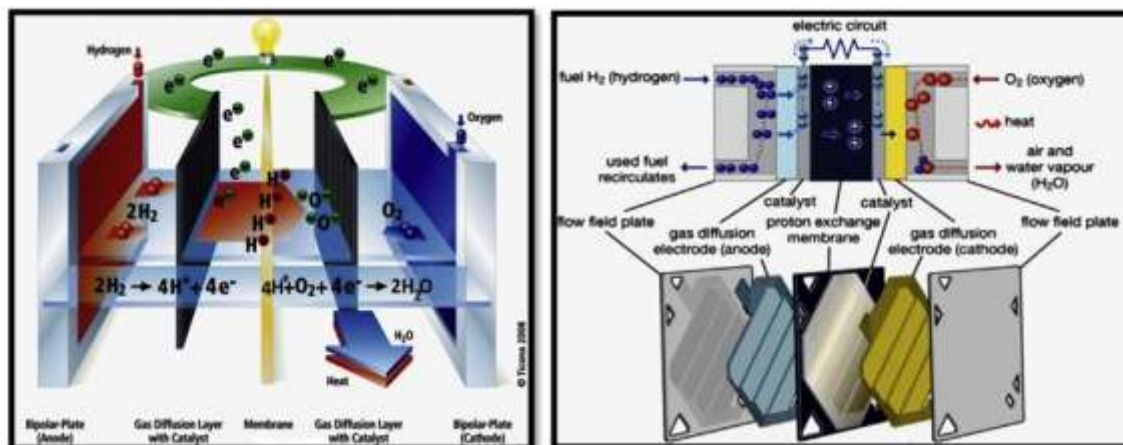 Hydrogen
Oxygen
e⁻
e⁻
e⁻
e⁻
e⁻
e⁻
e⁻
e⁻
2H₂
H⁺
H⁺
H⁺
H⁺
O⁻
O⁻
O₂
2H₂ → 4H⁺ + 4e⁻
4H⁺+O₂+ 4e⁻ → 2H₂O
H₂O
Heat
© Ticona 2008
Bipolar-Plate
(Anode)
Gas Diffusion Layer
with Catalyst
Membrane
Gas Diffusion Layer
with Catalyst
Bipolar-Plate
(Cathode)
electric circuit
fuel H₂ (hydrogen)
O₂ (oxygen)
heat
used fuel
recirculates
air and
water vapour
(H₂O)
flow field plate
gas diffusion
electrode (anode)
catalyst
proton exchange
membrane
catalyst
gas diffusion
electrode (cathode)
flow field plate